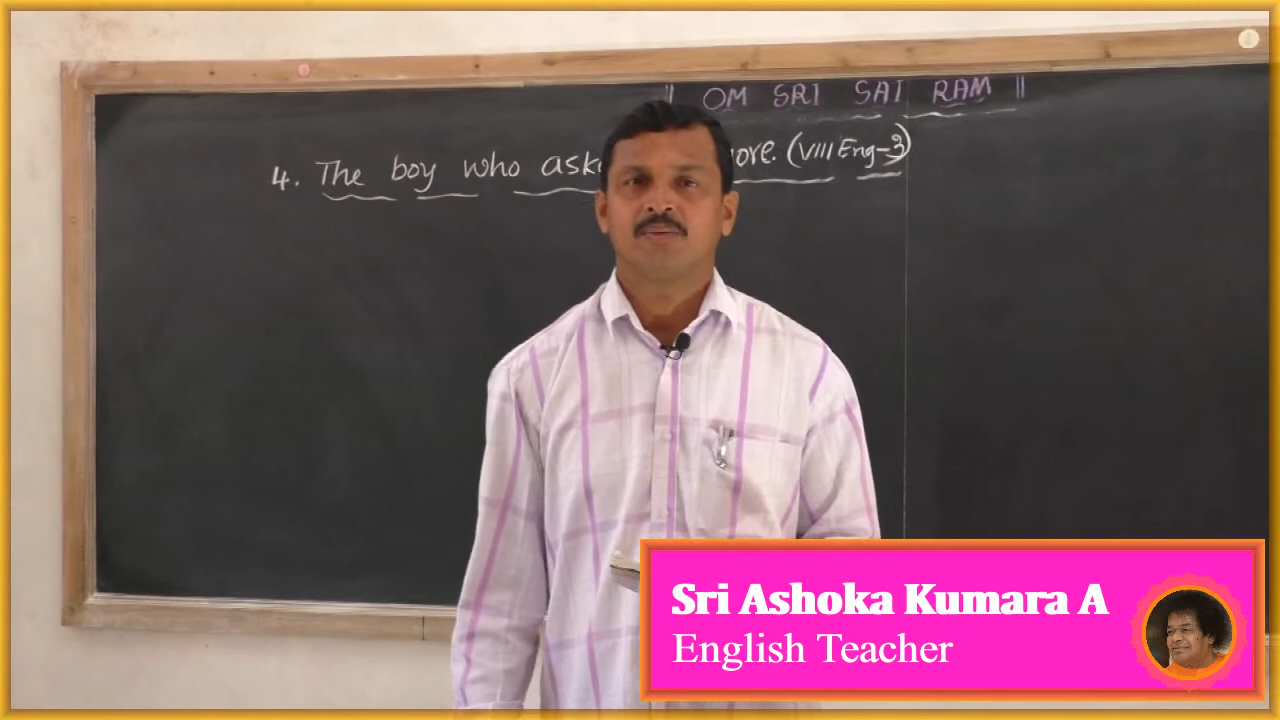 || OM SRI SAI RAM ||
4. The boy who ask ore. (VIII Eng-3)
Sri Ashoka Kumara A
English Teacher